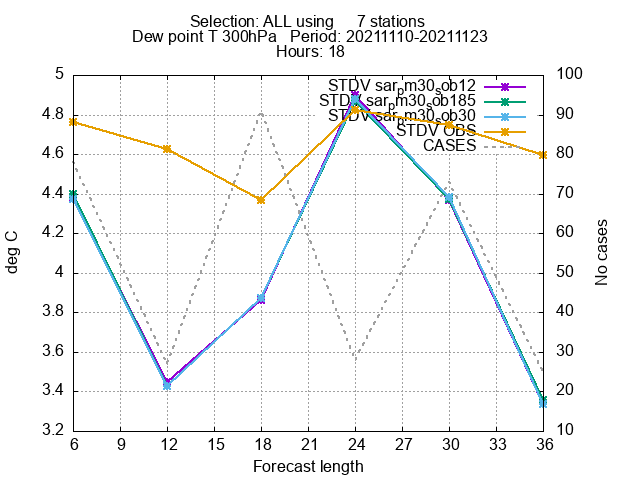 Selection: ALL using 7 stations
Dew point T 300hPa Period: 20211110-20211123
Hours: 18
5 100
STDV sarpm30sob12
4.8 STDV sarpm30sob185 90
STDV sarpm30sob30
STDV OBS
4.6 CASES 80
4.4 70
4.2 60
deg C
4 50
No cases
3.8 40
3.6 30
3.4 20
3.2 10
6 9 12 15 18 21 24 27 30 33 36
Forecast length